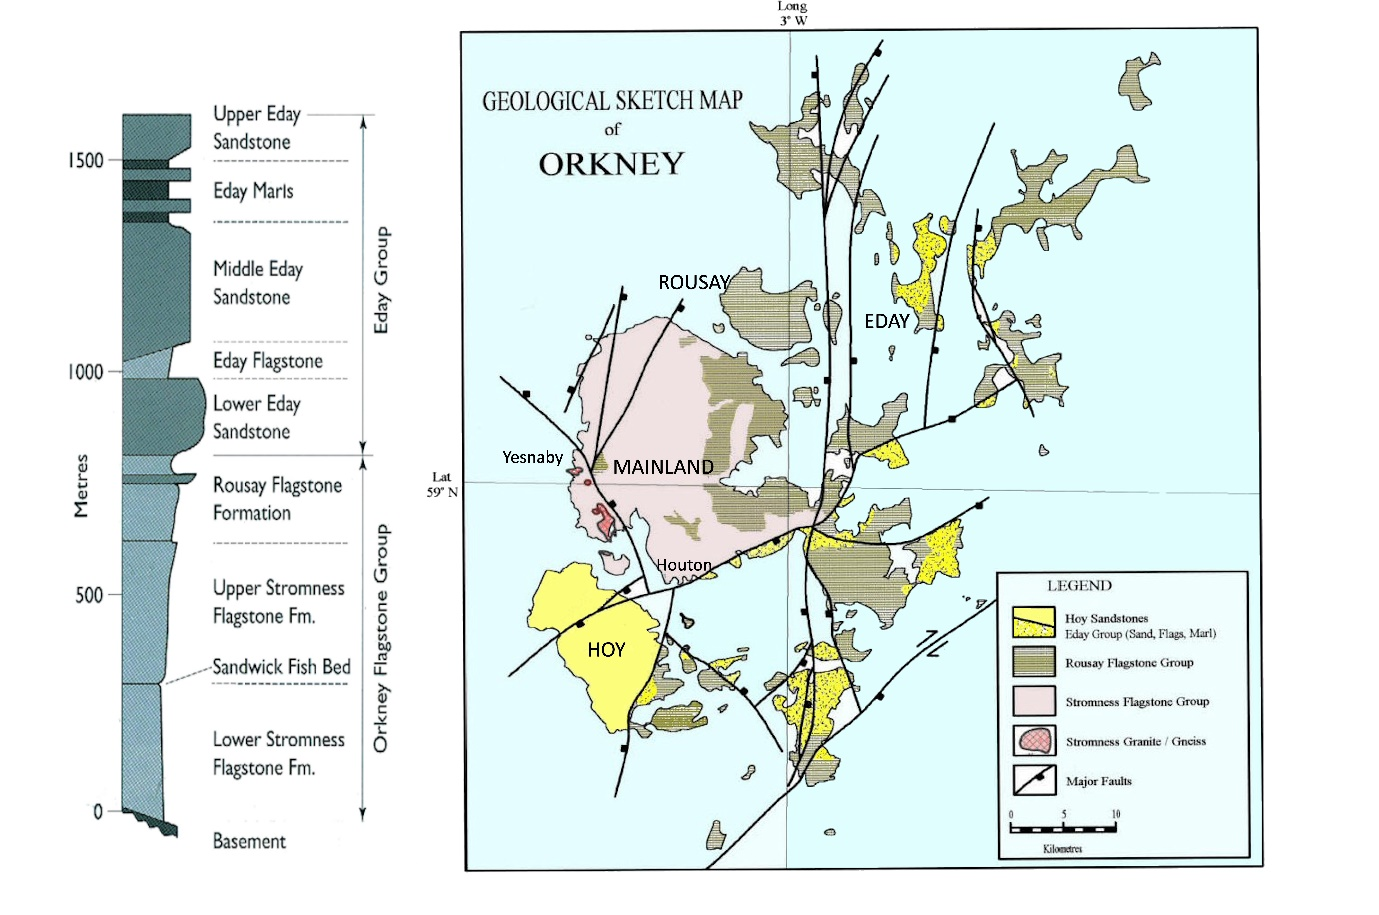 Upper Eday
Sandstone
1500
Eday Marls
Middle Eday
Sandstone
Eday Group
Eday Flagstone
1000
Lower Eday
Sandstone
Metres
Rousay Flagstone
Formation
500
Upper Stromness
Flagstone Fm.
Orkney Flagstone Group
Sandwick Fish Bed
Lower Stromness
Flagstone Fm.
0
Basement
Long
3° W
GEOLOGICAL SKETCH MAP
of
ORKNEY
ROUSAY
EDAY
Yesnaby
MAINLAND
Lat
59° N
Houton
HOY
LEGEND
Hoy Sandstones
Eday Group (Sand, Flags, Marl)
Rousay Flagstone Group
Stromness Flagstone Group
Stromness Granite / Gneiss
Major Faults
0 5 10
Kilometres